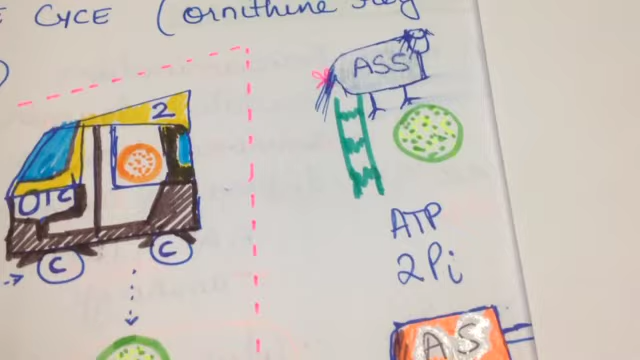 CYCE (Ornithine
ASS
2
OTC
C C
ATP
2Pi
AS